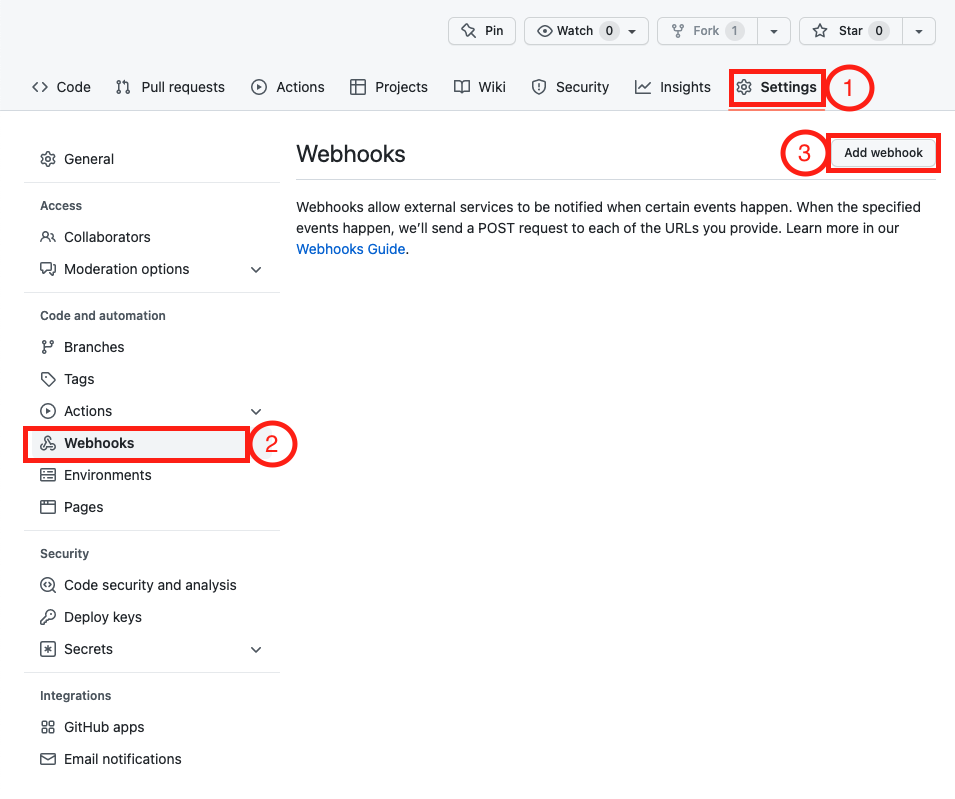 Pin
Watch 0
Fork 1
Star 0
Code
Pull requests
Actions
Projects
Wiki
Security
Insights
Settings
1
General
Access
Collaborators
Moderation options
Code and automation
Branches
Tags
Actions
Webhooks
2
Environments
Pages
Security
Code security and analysis
Deploy keys
Secrets
Integrations
GitHub apps
Email notifications
Webhooks
3
Add webhook
Webhooks allow external services to be notified when certain events happen. When the specified
events happen, we’ll send a POST request to each of the URLs you provide. Learn more in our
Webhooks Guide.